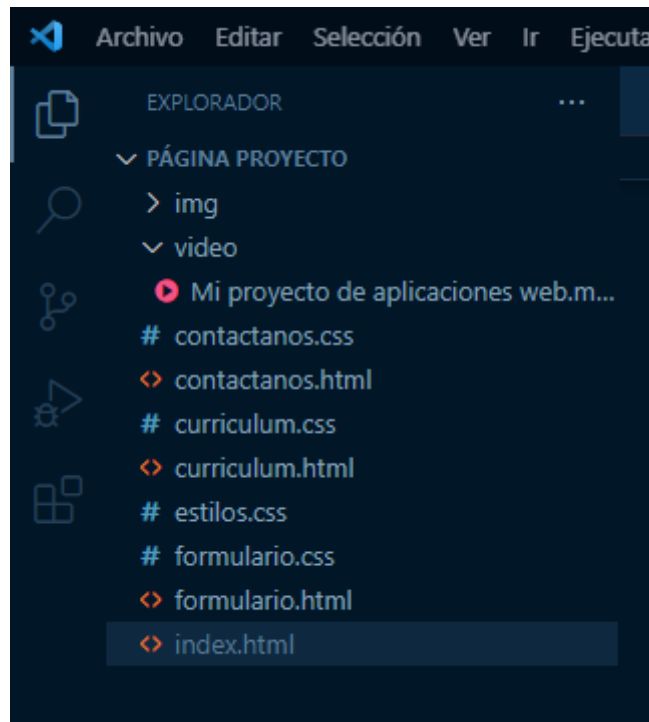 Archivo Editar Selección Ver Ir Ejecuta
EXPLORADOR ...
PÁGINA PROYECTO
img
video
Mi proyecto de aplicaciones web.m...
# contactanos.css
<> contactanos.html
# curriculum.css
<> curriculum.html
# estilos.css
# formulario.css
<> formulario.html
<> index.html